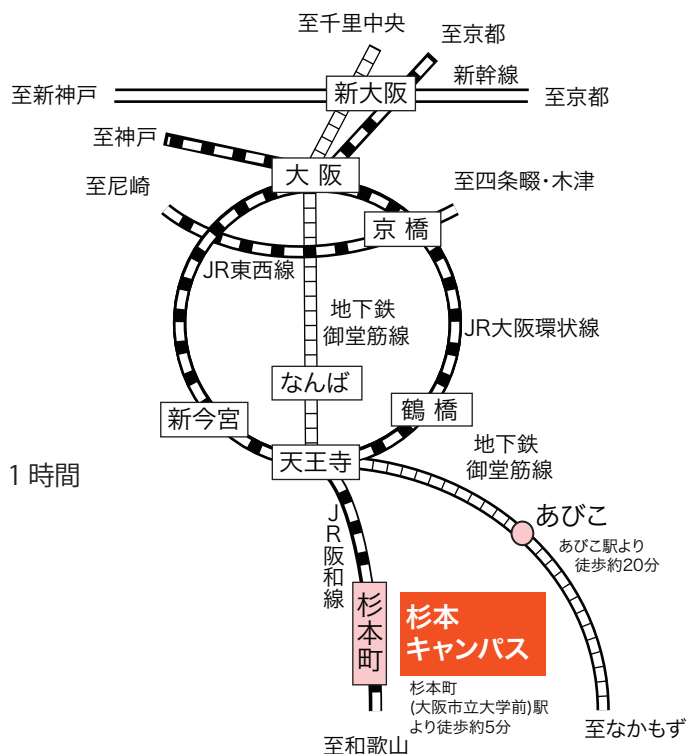 至千里中央
至京都
新幹線
至新神戸
新大阪
至京都
至神戸
大阪
至尼崎
至四条畷・木津
京橋
JR東西線
地下鉄
御堂筋線
JR大阪環状線
なんば
鶴橋
新今宮
地下鉄
御堂筋線
天王寺
1時間
JR阪和線
あびこ
あびこ駅より
徒歩約20分
杉本町
杉本
キャンパス
杉本町
(大阪市立大学前)駅
より徒歩約5分
至なかもず
至和歌山